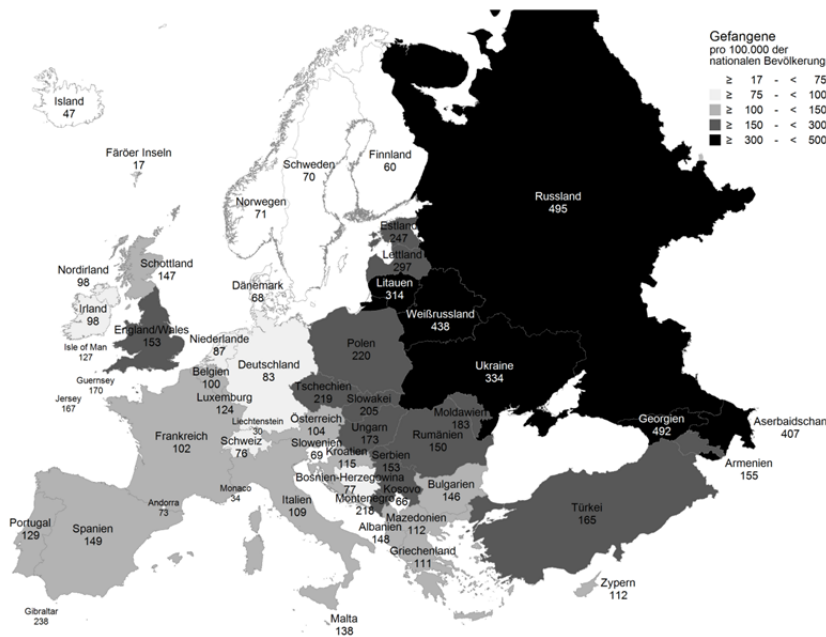 Gefangene
pro 100.000 der
nationalen Bevölkerung
≥ 17 - < 75
≥ 75 - < 100
≥ 100 - < 150
≥ 150 - < 300
≥ 300 - < 500
Island
47
Färöer Inseln
17
Schweden
70
Finnland
60
Norwegen
71
Russland
495
Estland
247
Lettland
297
Schottland
147
Nordirland
98
Dänemark
68
Litauen
314
Irland
98
Weißrussland
438
England/Wales
153
Isle of Man
127
Niederlande
87
Polen
220
Deutschland
83
Ukraine
334
Belgien
100
Guernsey
170
Tschechien
219
Jersey
167
Luxemburg
124
Slowakei
205
Moldawien
183
Georgien
492
Aserbaidschan
407
Liechtenstein
30
Österreich
104
Ungarn
173
Rumänien
150
Frankreich
102
Schweiz
76
Slowenien
69
Kroatien
115
Serbien
153
Armenien
155
Bosnien-Herzegowina
77
Kosovo
66
Bulgarien
146
Monaco
34
Andorra
73
Italien
109
Montenegro
218
Türkei
165
Portugal
129
Spanien
149
Mazedonien
112
Albanien
148
Griechenland
111
Zypern
112
Gibraltar
238
Malta
138